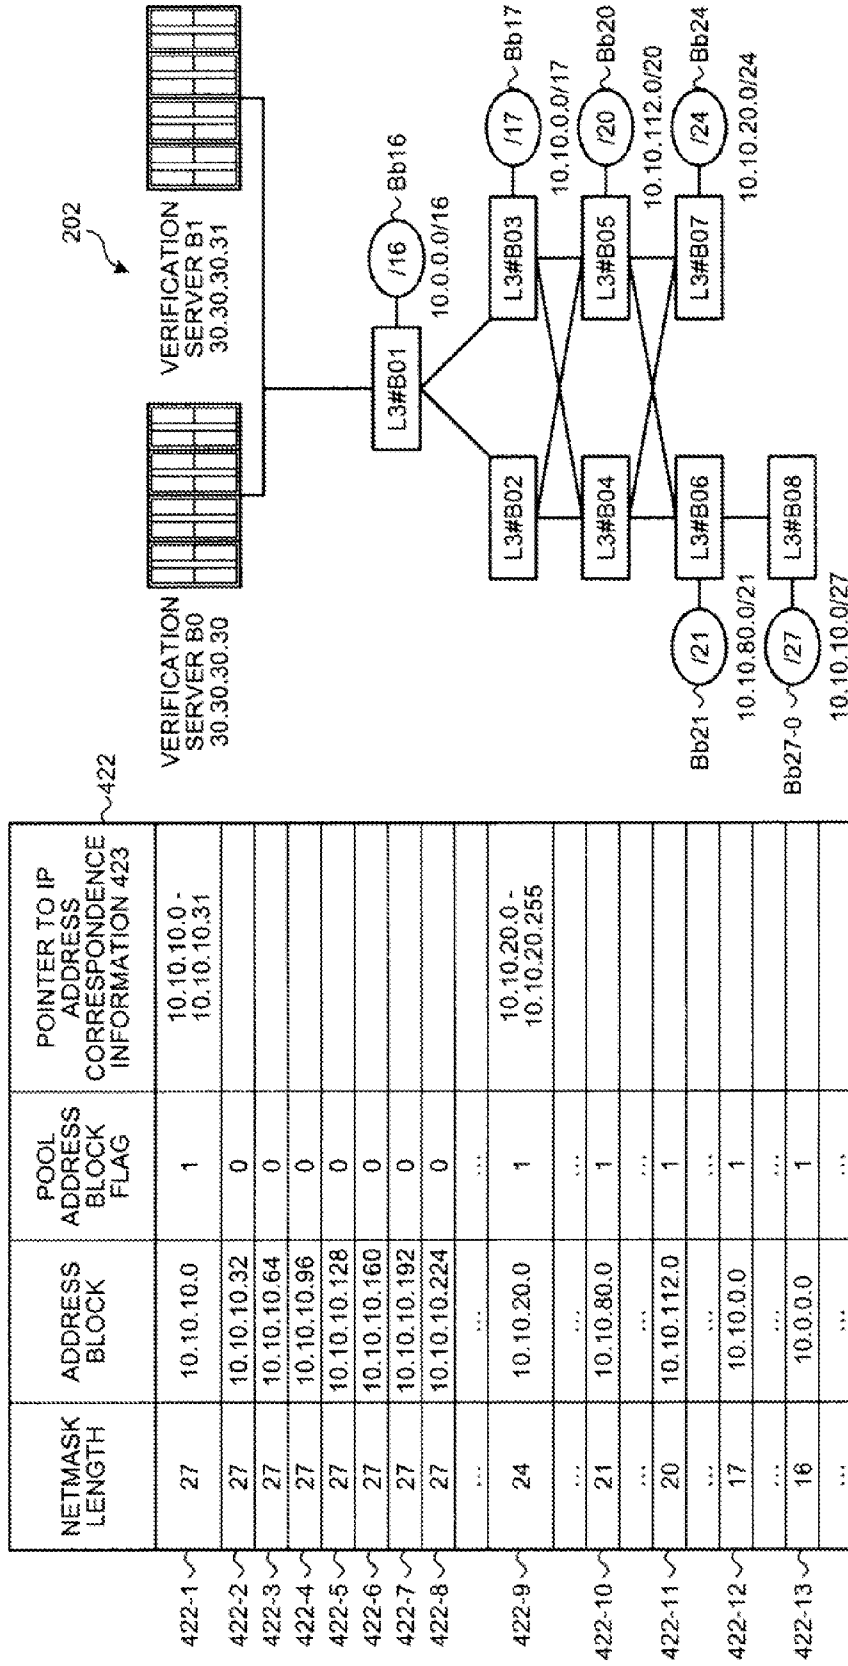 422
NETMASK
LENGTH
ADDRESS
BLOCK
POOL
ADDRESS
BLOCK
FLAG
POINTER TO IP
ADDRESS
CORRESPONDENCE
INFORMATION 423
422-1 27 10.10.10.0 1 10.10.10.0 -
10.10.10.31
422-2 27 10.10.10.32 0
422-3 27 10.10.10.64 0
422-4 27 10.10.10.96 0
422-5 27 10.10.10.128 0
422-6 27 10.10.10.160 0
422-7 27 10.10.10.192 0
422-8 27 10.10.10.224 0
... ... ...
422-9 24 10.10.20.0 1 10.10.20.0 -
10.10.20.255
... ... ...
422-10 21 10.10.80.0 1
... ... ...
422-11 20 10.10.112.0 1
... ... ...
422-12 17 10.10.0.0 1
... ... ...
422-13 16 10.0.0.0 1
... ... ...
202
VERIFICATION
SERVER B0
30.30.30.30
VERIFICATION
SERVER B1
30.30.30.31
L3#B01
/16
Bb16
10.0.0.0/16
L3#B02
L3#B03
/17
Bb17
10.10.0.0/17
L3#B04
L3#B05
/20
Bb20
10.10.112.0/20
Bb21
/21
10.10.80.0/21
L3#B06
L3#B07
/24
Bb24
10.10.20.0/24
Bb27-0
/27
10.10.10.0/27
L3#B08